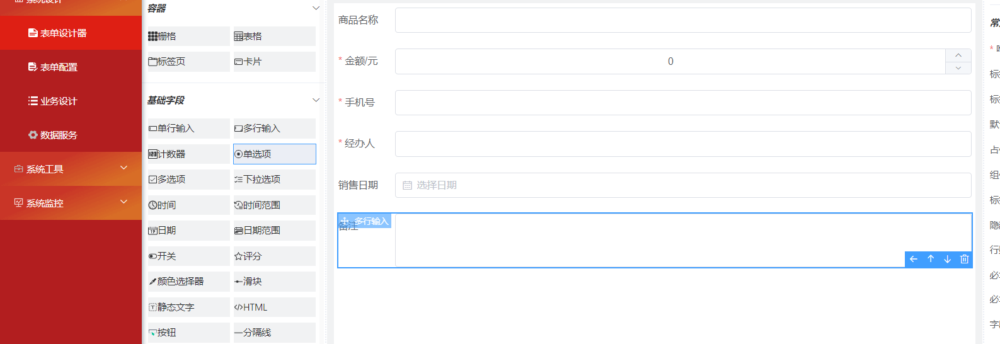 系统设计
表单设计器
表单配置
业务设计
数据服务
系统工具
系统监控
容器
栅格
表格
标签页
卡片
基础字段
单行输入
多行输入
计数器
单选项
多选项
下拉选项
时间
时间范围
日期
日期范围
开关
评分
颜色选择器
滑块
静态文字
HTML
按钮
分隔线
商品名称
* 金额/元
0
* 手机号
* 经办人
销售日期
选择日期
备注
多行输入
常
*
标
标
默
占
组
标
隐
行
必
必
字